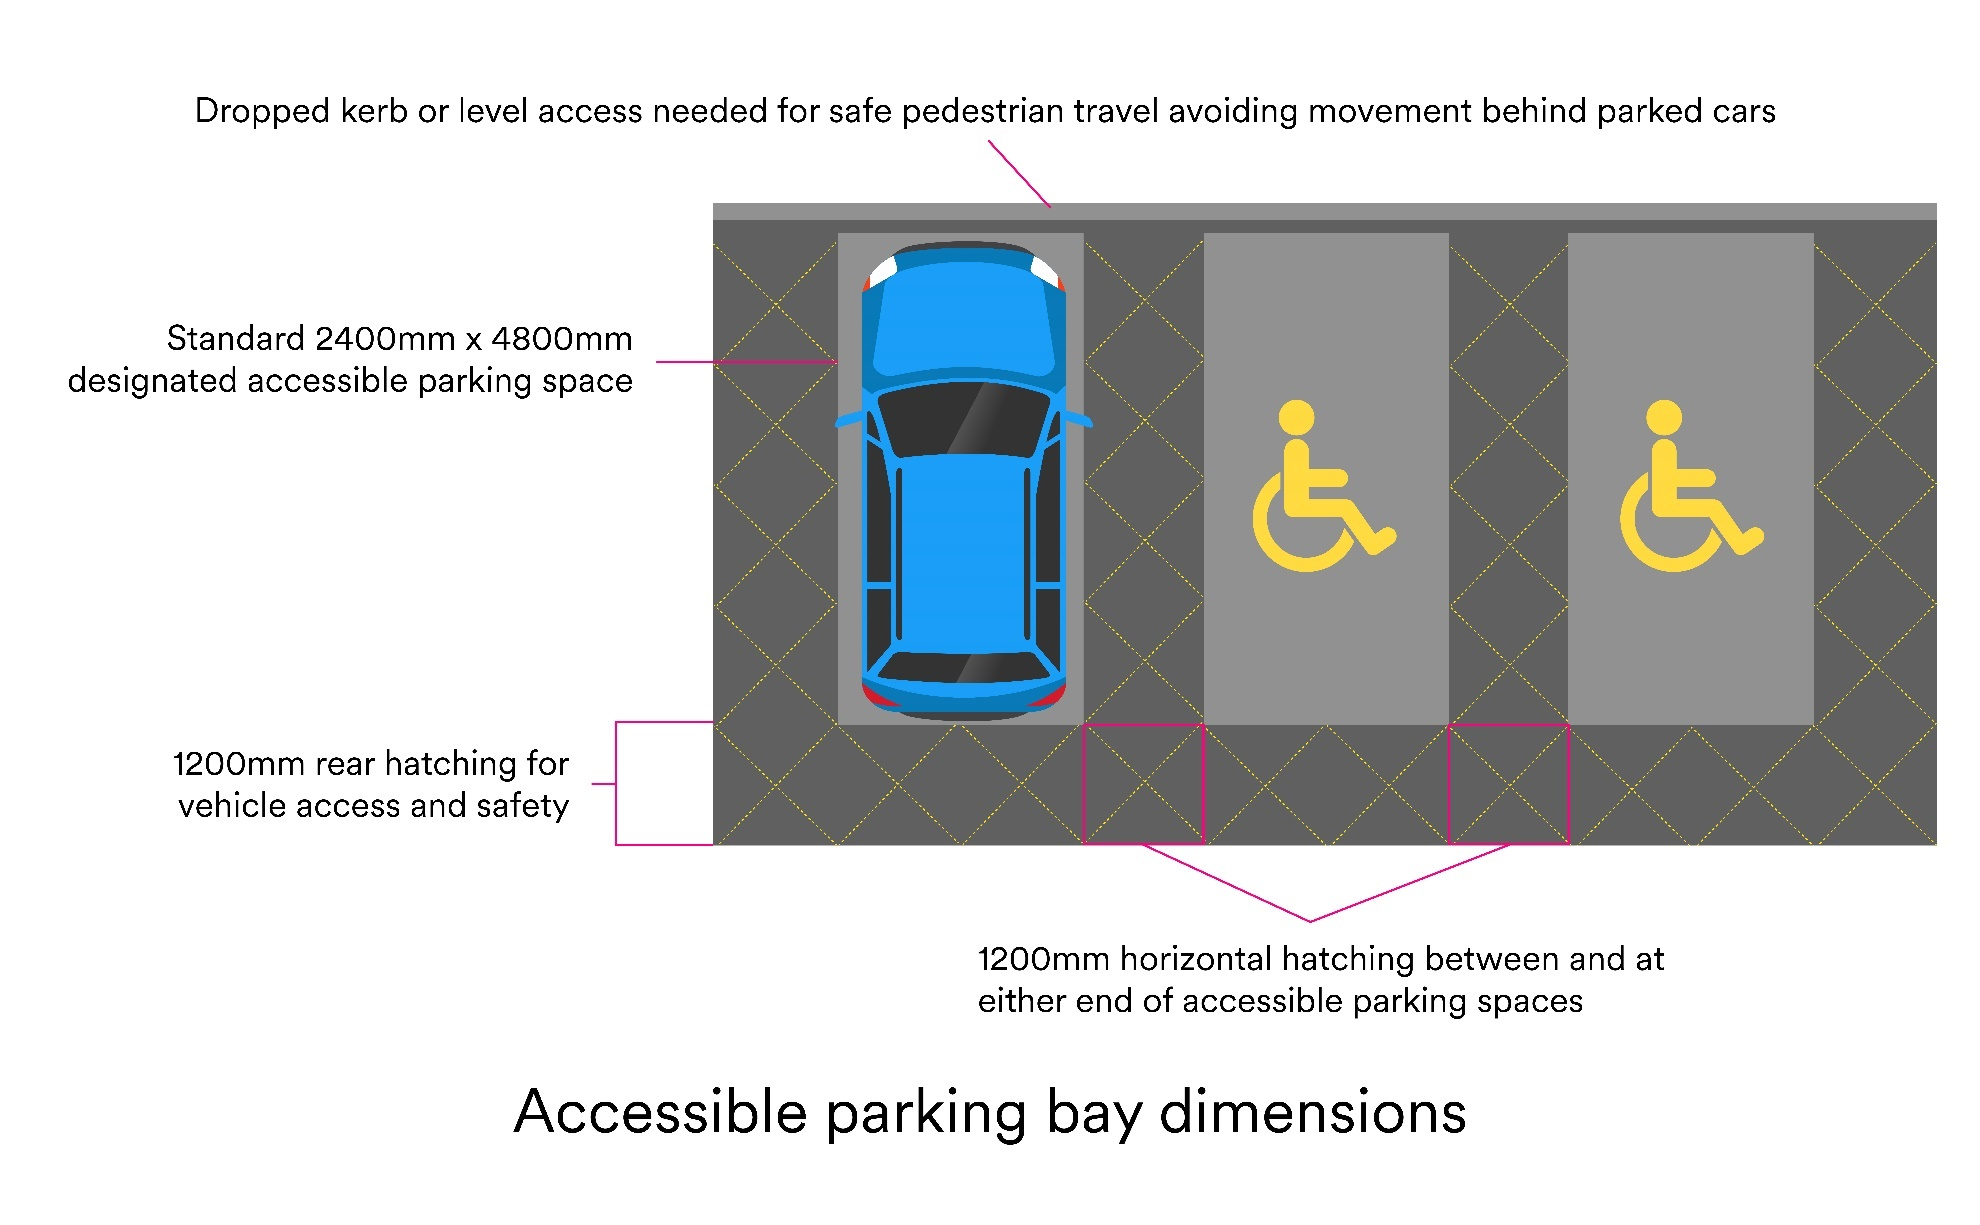 Dropped kerb or level access needed for safe pedestrian travel avoiding movement behind parked cars
Standard 2400mm x 4800mm
designated accessible parking space
1200mm rear hatching for
vehicle access and safety
1200mm horizontal hatching between and at
either end of accessible parking spaces
Accessible parking bay dimensions